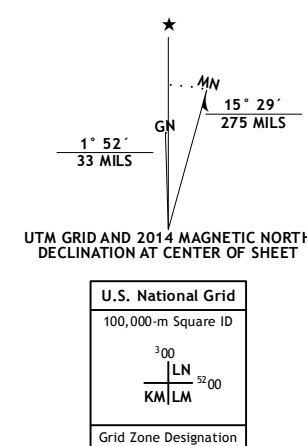 ★
MN
15° 29´
275 MILS
GN
1° 52´
33 MILS
UTM GRID AND 2014 MAGNETIC NORTH
DECLINATION AT CENTER OF SHEET
U.S. National Grid
100,000-m Square ID
³00
LN
⁵²00
KM LM
Grid Zone Designation